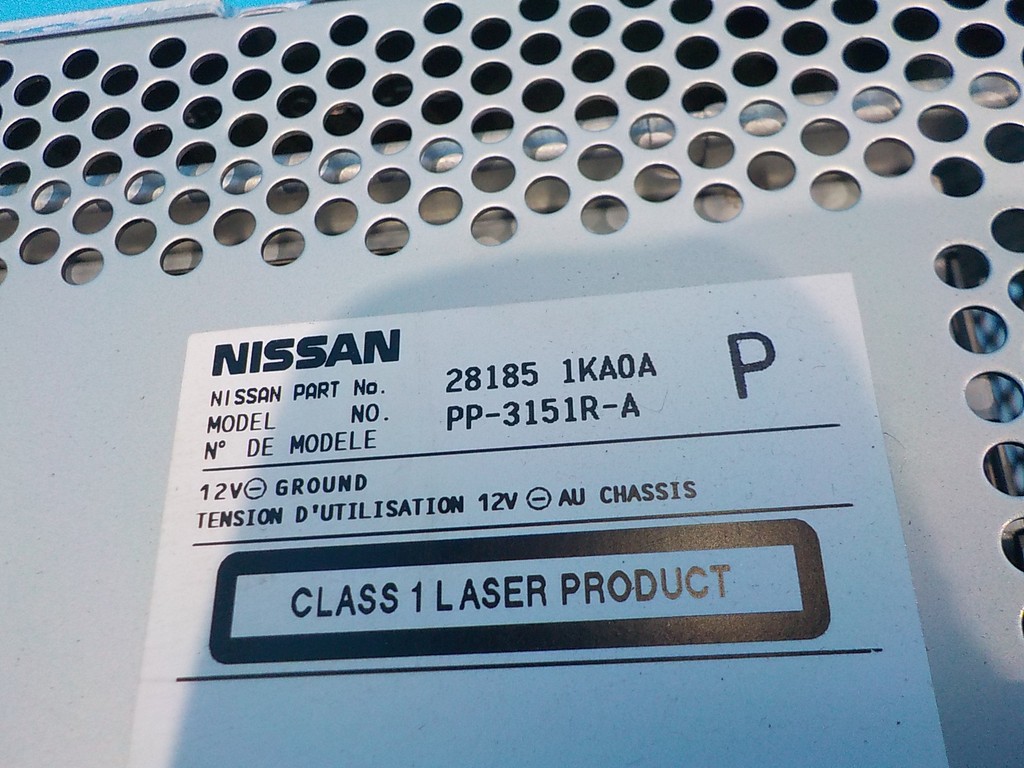 NISSAN
NISSAN PART No. 28185 1KA0A
MODEL NO. PP-3151R-A
N° DE MODELE
P
12V⊖ GROUND
TENSION D'UTILISATION 12V ⊖ AU CHASSIS
CLASS 1 LASER PRODUCT